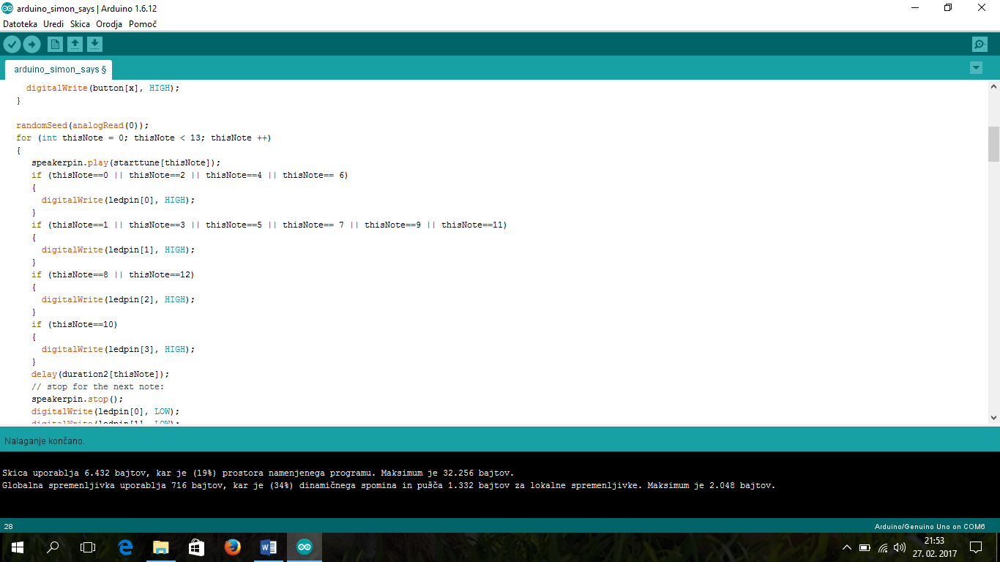 arduino_simon_says | Arduino 1.6.12
Datoteka Uredi Skica Orodja Pomoč
arduino_simon_says §
digitalWrite(button[x], HIGH);
}
randomSeed(analogRead(0));
for (int thisNote = 0; thisNote < 13; thisNote ++)
{
speakerpin.play(starttune[thisNote]);
if (thisNote==0 || thisNote==2 || thisNote==4 || thisNote== 6)
{
digitalWrite(ledpin[0], HIGH);
}
if (thisNote==1 || thisNote==3 || thisNote==5 || thisNote== 7 || thisNote==9 || thisNote==11)
{
digitalWrite(ledpin[1], HIGH);
}
if (thisNote==8 || thisNote==12)
{
digitalWrite(ledpin[2], HIGH);
}
if (thisNote==10)
{
digitalWrite(ledpin[3], HIGH);
}
delay(duration2[thisNote]);
// stop for the next note:
speakerpin.stop();
digitalWrite(ledpin[0], LOW);
digitalWrite(ledpin[1], LOW);
Nalaganje končano.
Skica uporablja 6.432 bajtov, kar je (19%) prostora namenjenega programu. Maksimum je 32.256 bajtov.
Globalna spremenljivka uporablja 716 bajtov, kar je (34%) dinamičnega spomina in pušča 1.332 bajtov za lokalne spremenljivke. Maksimum je 2.048 bajtov.
28
Arduino/Genuino Uno on COM6
21:53
27. 02. 2017